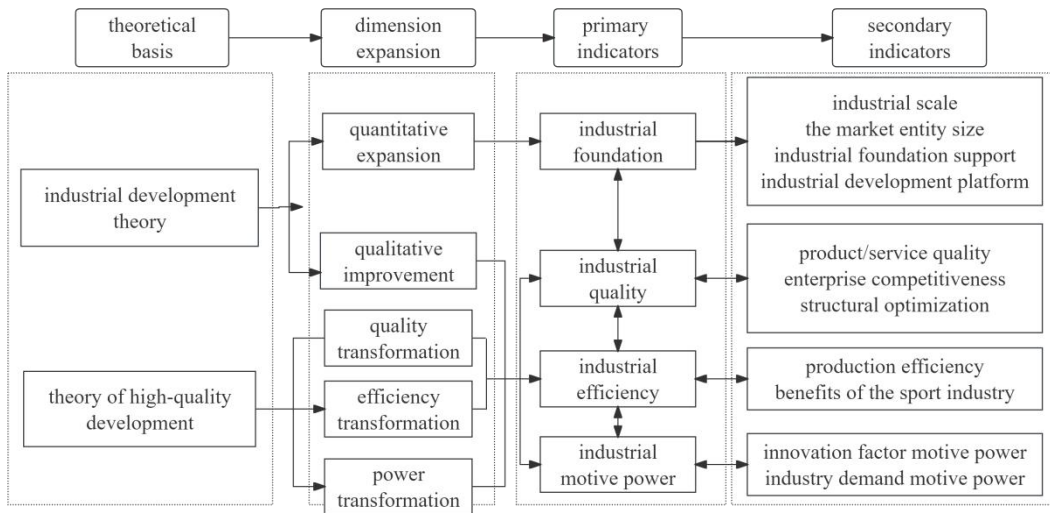 theoretical
basis
dimension
expansion
primary
indicators
secondary
indicators
industrial development
theory
theory of high-quality
development
quantitative
expansion
qualitative
improvement
quality
transformation
efficiency
transformation
power
transformation
industrial
foundation
industrial
quality
industrial
efficiency
industrial
motive power
industrial scale
the market entity size
industrial foundation support
industrial development platform
product/service quality
enterprise competitiveness
structural optimization
production efficiency
benefits of the sport industry
innovation factor motive power
industry demand motive power